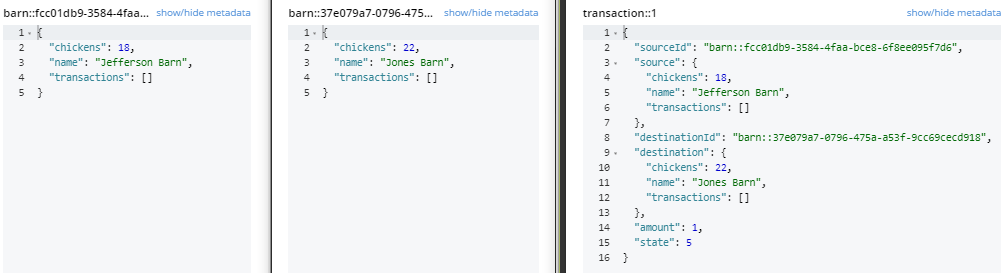 barn::fcc01db9-3584-4faa... show/hide metadata
1 {
2 "chickens": 18,
3 "name": "Jefferson Barn",
4 "transactions": []
5 }
barn::37e079a7-0796-475... show/hide metadata
1 {
2 "chickens": 22,
3 "name": "Jones Barn",
4 "transactions": []
5 }
transaction::1 show/hide metadata
1 {
2 "sourceId": "barn::fcc01db9-3584-4faa-bce8-6f8ee095f7d6",
3 "source": {
4 "chickens": 18,
5 "name": "Jefferson Barn",
6 "transactions": []
7 },
8 "destinationId": "barn::37e079a7-0796-475a-a53f-9cc69cecd918",
9 "destination": {
10 "chickens": 22,
11 "name": "Jones Barn",
12 "transactions": []
13 },
14 "amount": 1,
15 "state": 5
16 }